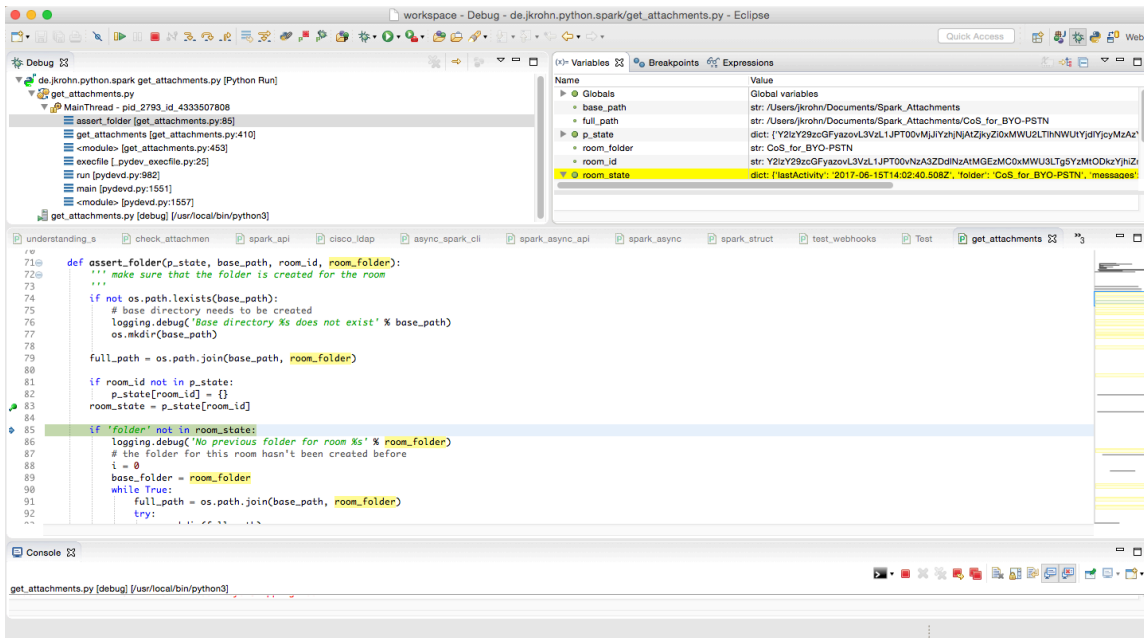 workspace - Debug - de.jkrohn.python.spark/get_attachments.py - Eclipse
Quick Access
Web
Debug
de.jkrohn.python.spark get_attachments.py [Python Run]
get_attachments.py
MainThread - pid_2793_id_4333507808
assert_folder [get_attachments.py:85]
get_attachments [get_attachments.py:410]
<module> [get_attachments.py:453]
execfile [_pydev_execfile.py:25]
run [pydevd.py:982]
main [pydevd.py:1551]
<module> [pydevd.py:1557]
get_attachments.py [debug] [/usr/local/bin/python3]
(x)= Variables Breakpoints Expressions
Name Value
Globals Global variables
base_path str: /Users/jkrohn/Documents/Spark_Attachments
full_path str: /Users/jkrohn/Documents/Spark_Attachments/CoS_for_BYO-PSTN
p_state dict:
room_folder str: CoS_for_BYO-PSTN
room_id str:
room_state dict: {'lastActivity': '2017-06-15T14:02:40.508Z', 'folder': 'CoS_for_BYO-PSTN', 'messages':
understanding_s check_attachmen spark_api cisco_ldap async_spark_cli spark_async_api spark_async spark_struct test_webhooks Test get_attachments "3
71 def assert_folder(p_state, base_path, room_id, room_folder):
72 ''' make sure that the folder is created for the room
73 '''
74 if not os.path.lexists(base_path):
75 # base directory needs to be created
76 logging.debug('Base directory %s does not exist' % base_path)
77 os.mkdir(base_path)
78
79 full_path = os.path.join(base_path, room_folder)
80
81 if room_id not in p_state:
82 p_state[room_id] = {}
83 room_state = p_state[room_id]
84
85 if 'folder' not in room_state:
86 logging.debug('No previous folder for room %s' % room_folder)
87 # the folder for this room hasn't been created before
88 i = 0
89 base_folder = room_folder
90 while True:
91 full_path = os.path.join(base_path, room_folder)
92 try:
Console
get_attachments.py [debug] [/usr/local/bin/python3]